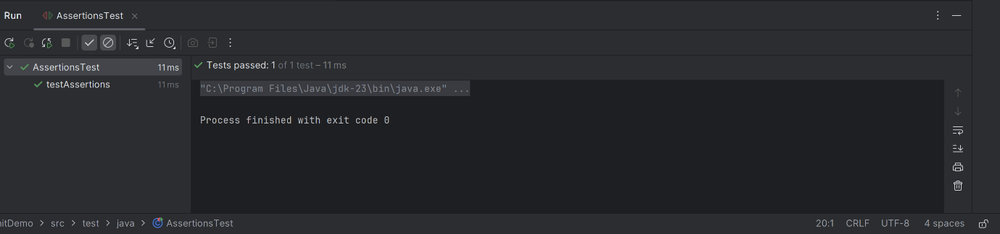 Run AssertionsTest
AssertionsTest 11 ms
Tests passed: 1 of 1 test – 11 ms
testAssertions 11 ms
"C:\Program Files\Java\jdk-23\bin\java.exe" ...
Process finished with exit code 0
nitDemo > src > test > java > AssertionsTest 20:1 CRLF UTF-8 4 spaces